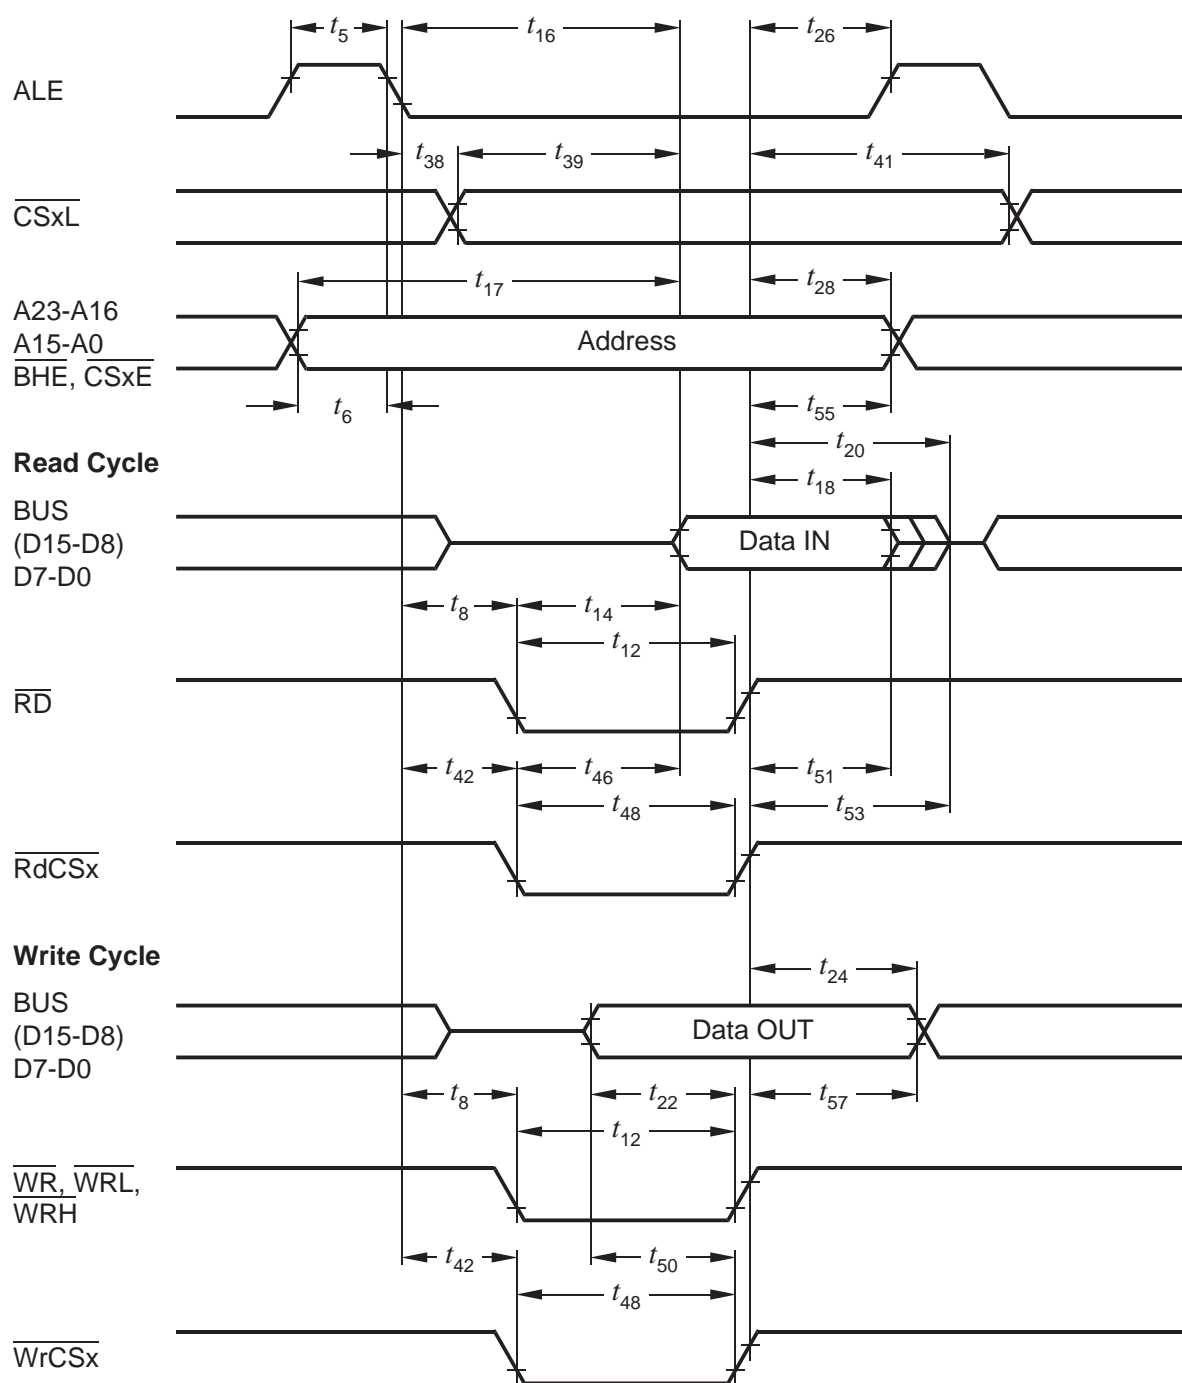 t5 t16 t26
ALE
t38 t39 t41
CSxL
t17 t28
A23-A16
A15-A0
Address
BHE, CSxE
t6 t55
t20
Read Cycle
t18
BUS
(D15-D8)
Data IN
D7-D0
t8 t14
t12
RD
t42 t46 t51
t48 t53
RdCSx
Write Cycle
t24
BUS
(D15-D8)
Data OUT
D7-D0
t8 t22 t57
t12
WR, WRL,
WRH
t42 t50
t48
WrCSx